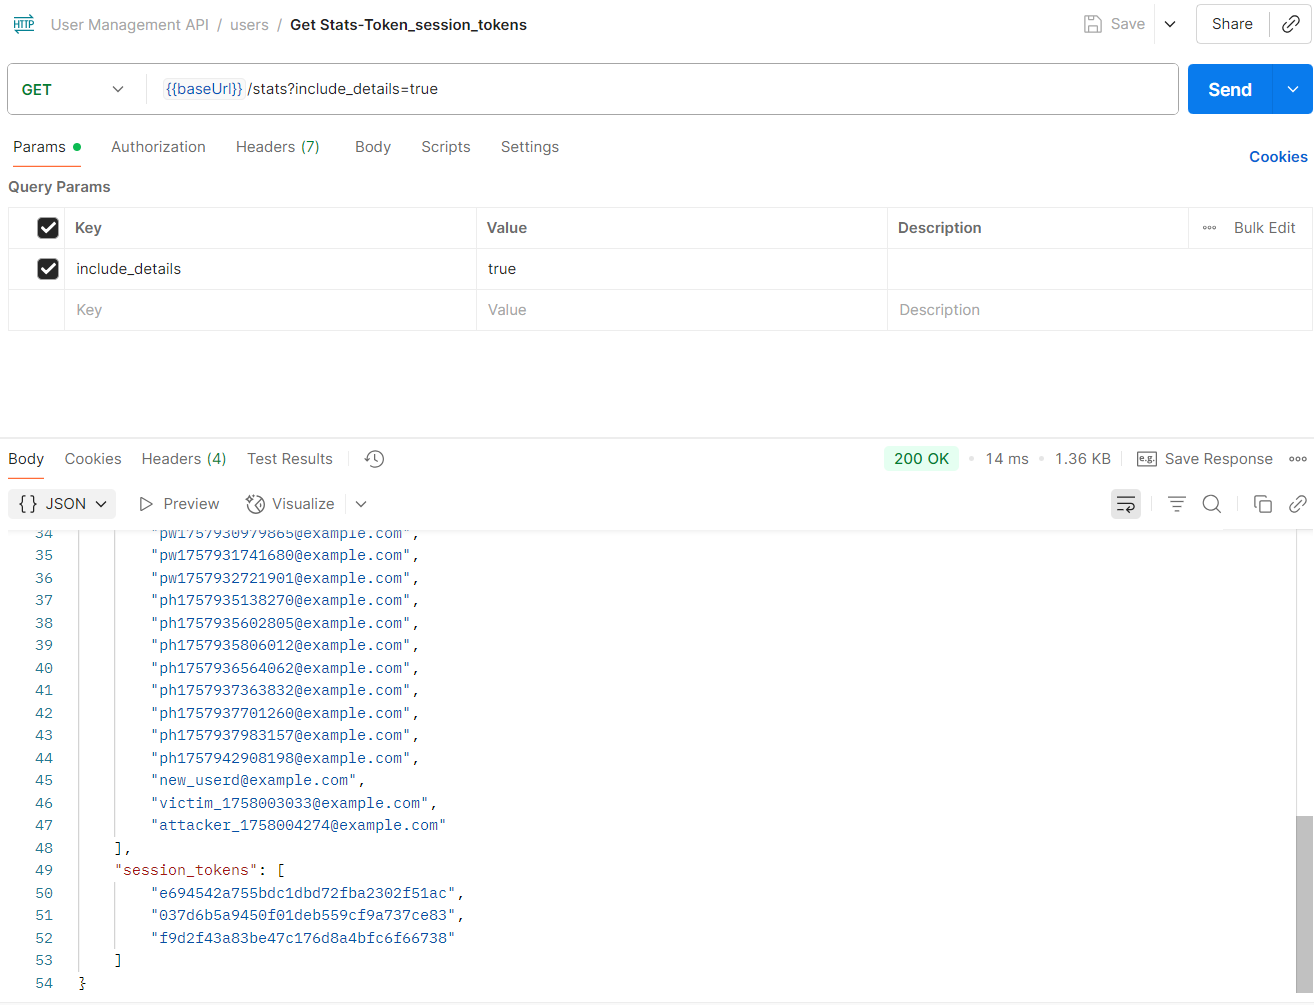 HTTP User Management API / users / Get Stats-Token_session_tokens Save Share
GET {{baseUrl}}/stats?include_details=true Send
Params Authorization Headers (7) Body Scripts Settings Cookies
Query Params
Key Value Description Bulk Edit
include_details true
Key Value Description
Body Cookies Headers (4) Test Results 200 OK 14 ms 1.36 KB e.g. Save Response
{} JSON Preview Visualize
34 "pw1757930979865@example.com",
35 "pw1757931741680@example.com",
36 "pw1757932721901@example.com",
37 "ph1757935138270@example.com",
38 "ph1757935602805@example.com",
39 "ph1757935806012@example.com",
40 "ph1757936564062@example.com",
41 "ph1757937363832@example.com",
42 "ph1757937701260@example.com",
43 "ph1757937983157@example.com",
44 "ph1757942908198@example.com",
45 "new_userd@example.com",
46 "victim_1758003033@example.com",
47 "attacker_1758004274@example.com"
48 ],
49 "session_tokens": [
50 "e694542a755bdc1dbd72fba2302f51ac",
51 "037d6b5a9450f01deb559cf9a737ce83",
52 "f9d2f43a83be47c176d8a4bfc6f66738"
53 ]
54 }